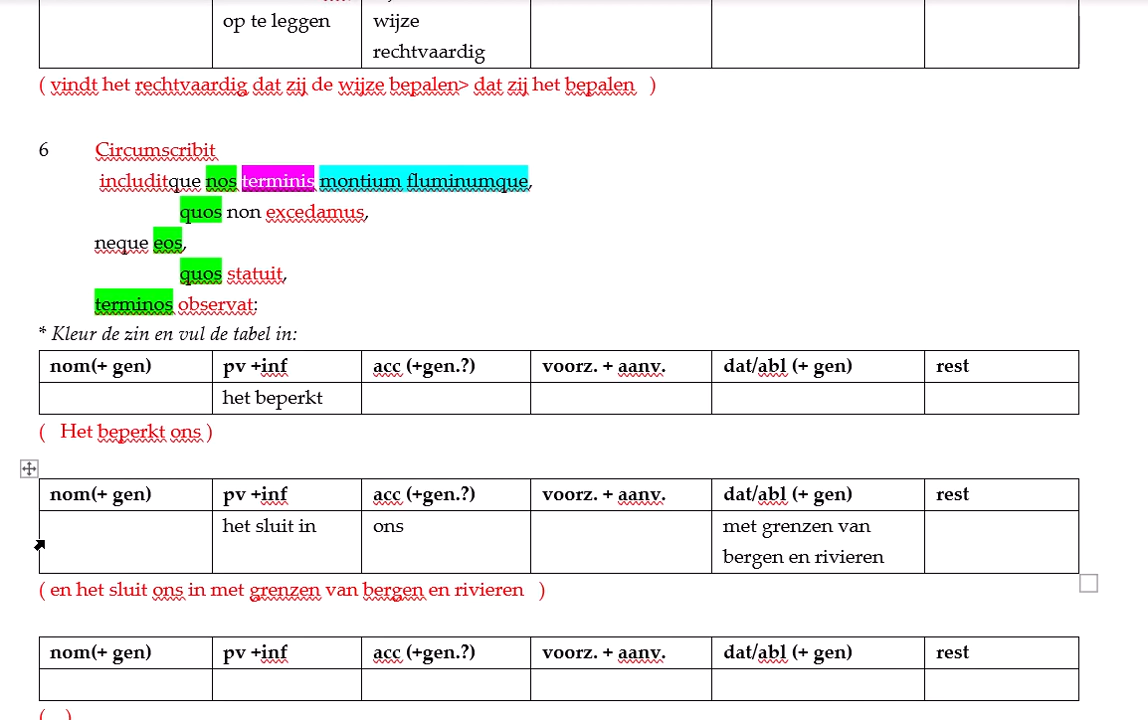 op te leggen wijze
rechtvaardig
( vindt het rechtvaardig dat zij de wijze bepalen> dat zij het bepalen )
6 Circumscribit
includitque nos terminis montium fluminumque,
quos non excedamus,
neque eos,
quos statuit,
terminos observat:
* Kleur de zin en vul de tabel in:
nom(+ gen) pv +inf acc (+gen.?) voorz. + aanv. dat/abl (+ gen) rest
het beperkt
( Het beperkt ons )
nom(+ gen) pv +inf acc (+gen.?) voorz. + aanv. dat/abl (+ gen) rest
het sluit in ons met grenzen van
bergen en rivieren
( en het sluit ons in met grenzen van bergen en rivieren )
nom(+ gen) pv +inf acc (+gen.?) voorz. + aanv. dat/abl (+ gen) rest
( )